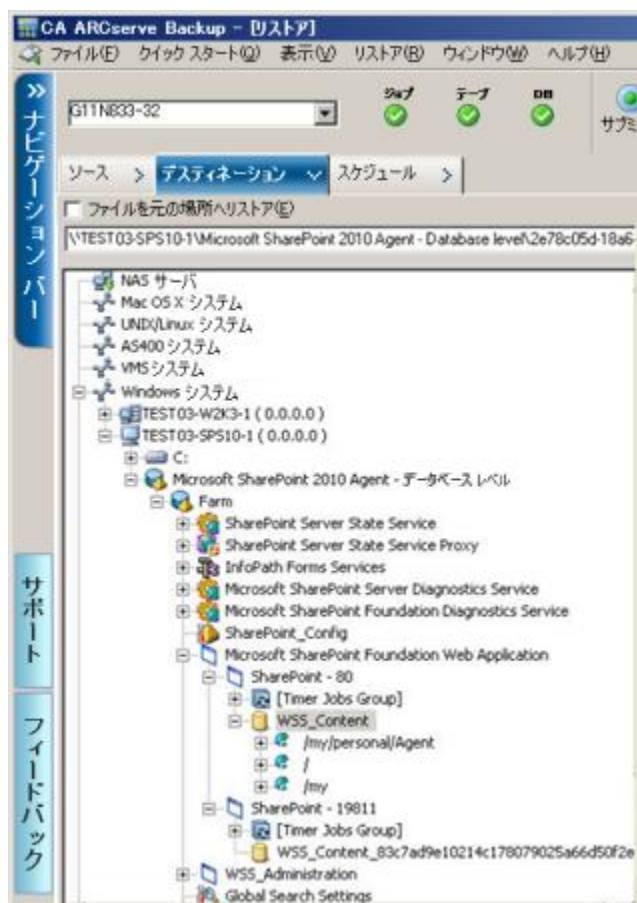 CA ARCserve Backup - [リストア]
ファイル(F) クイック スタート(Q) 表示(V) リストア(R) ウィンドウ(W) ヘルプ(H)
ナビゲーション バー
G11N833-32
ジョブ テープ DB
サブミ
ソース デスティネーション スケジュール
ファイルを元の場所へリストア(E)
\\TEST03-SPS10-1\Microsoft SharePoint 2010 Agent - Database level\2e78c05d-18a6
NAS サーバ
Mac OS X システム
UNIX/Linux システム
AS400 システム
VMS システム
Windows システム
TEST03-W2K3-1 ( 0.0.0.0 )
TEST03-SPS10-1 ( 0.0.0.0 )
C:
Microsoft SharePoint 2010 Agent - データベース レベル
Farm
SharePoint Server State Service
SharePoint Server State Service Proxy
InfoPath Forms Services
Microsoft SharePoint Server Diagnostics Service
Microsoft SharePoint Foundation Diagnostics Service
SharePoint_Config
Microsoft SharePoint Foundation Web Application
SharePoint - 80
[Timer Jobs Group]
WSS_Content
/my/personal/Agent
/
/my
SharePoint - 19811
[Timer Jobs Group]
WSS_Content_83c7ad9e10214c178079025a66d50f2e
WSS_Administration
Global Search Settings
サポート
フィードバック